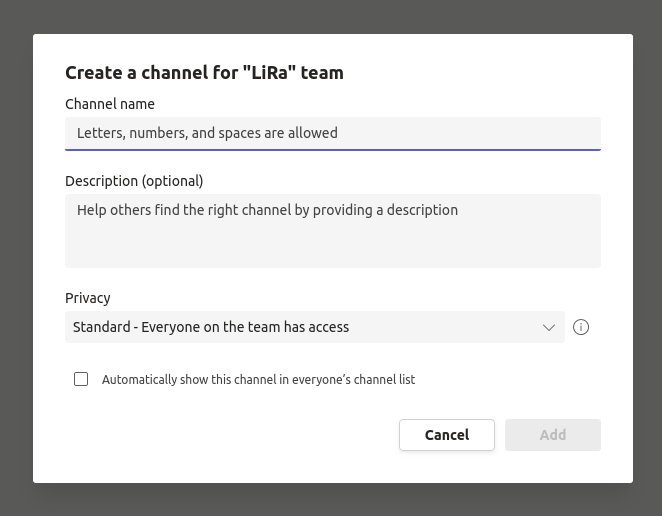 Create a channel for "LiRa" team
Channel name
Letters, numbers, and spaces are allowed
Description (optional)
Help others find the right channel by providing a description
Privacy
Standard - Everyone on the team has access
Automatically show this channel in everyone’s channel list
Cancel
Add